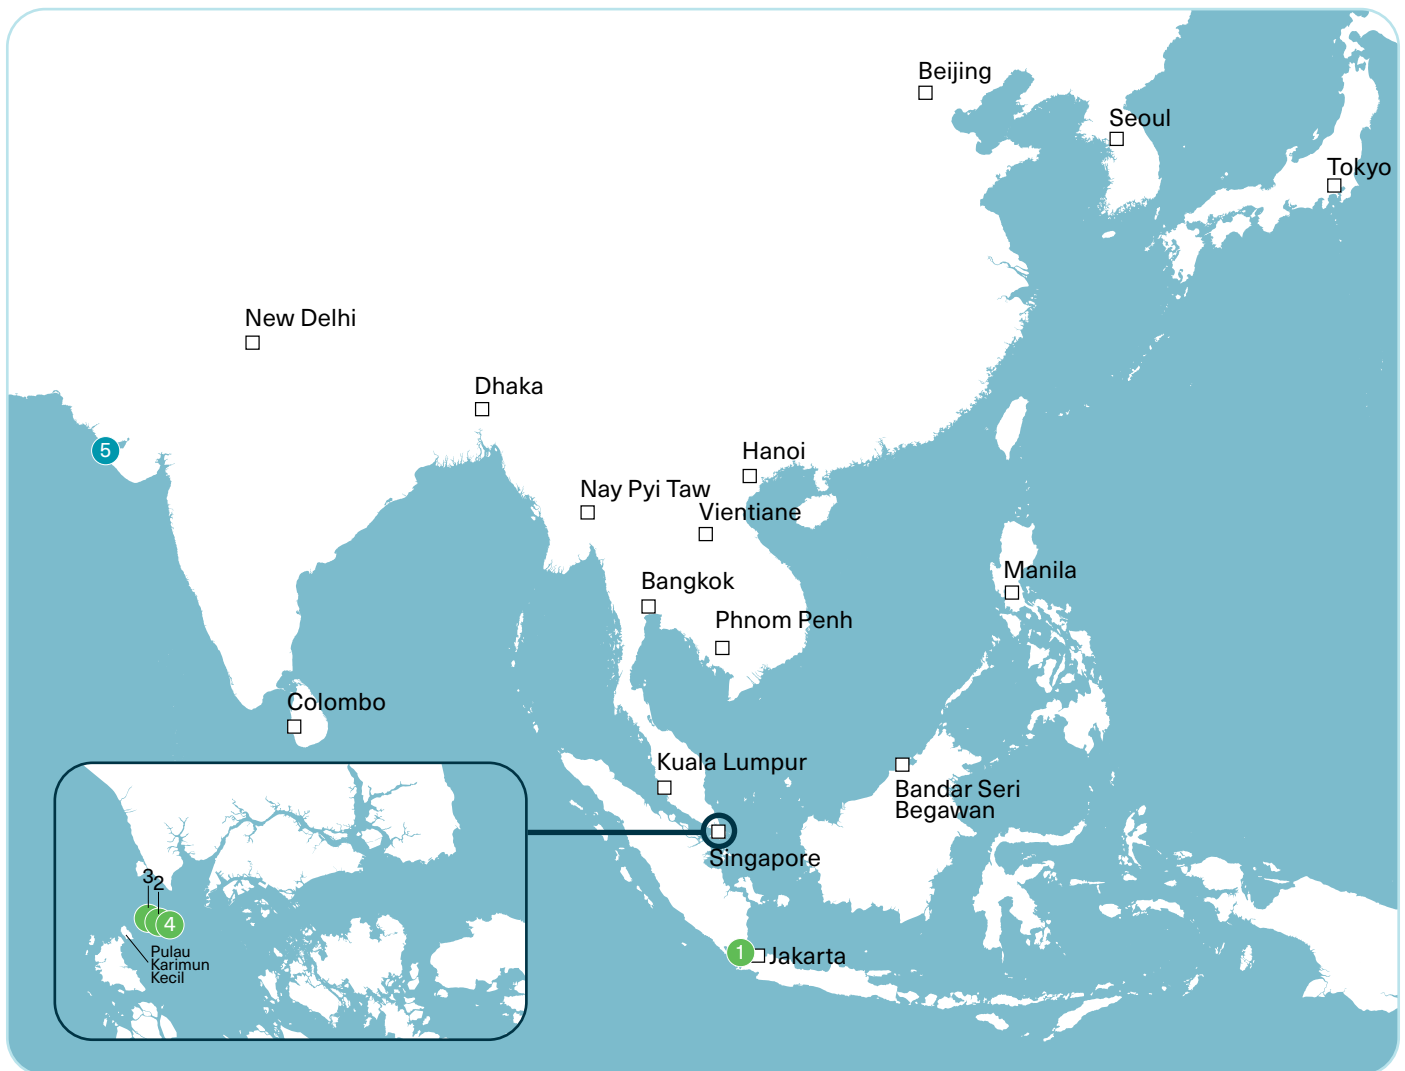 Beijing
Seoul
Tokyo
New Delhi
Dhaka
5
Hanoi
Nay Pyi Taw
Vientiane
Manila
Bangkok
Phnom Penh
Colombo
Kuala Lumpur
Bandar Seri
Begawan
Singapore
3
2
4
Pulau
Karimun
Kecil
1
Jakarta